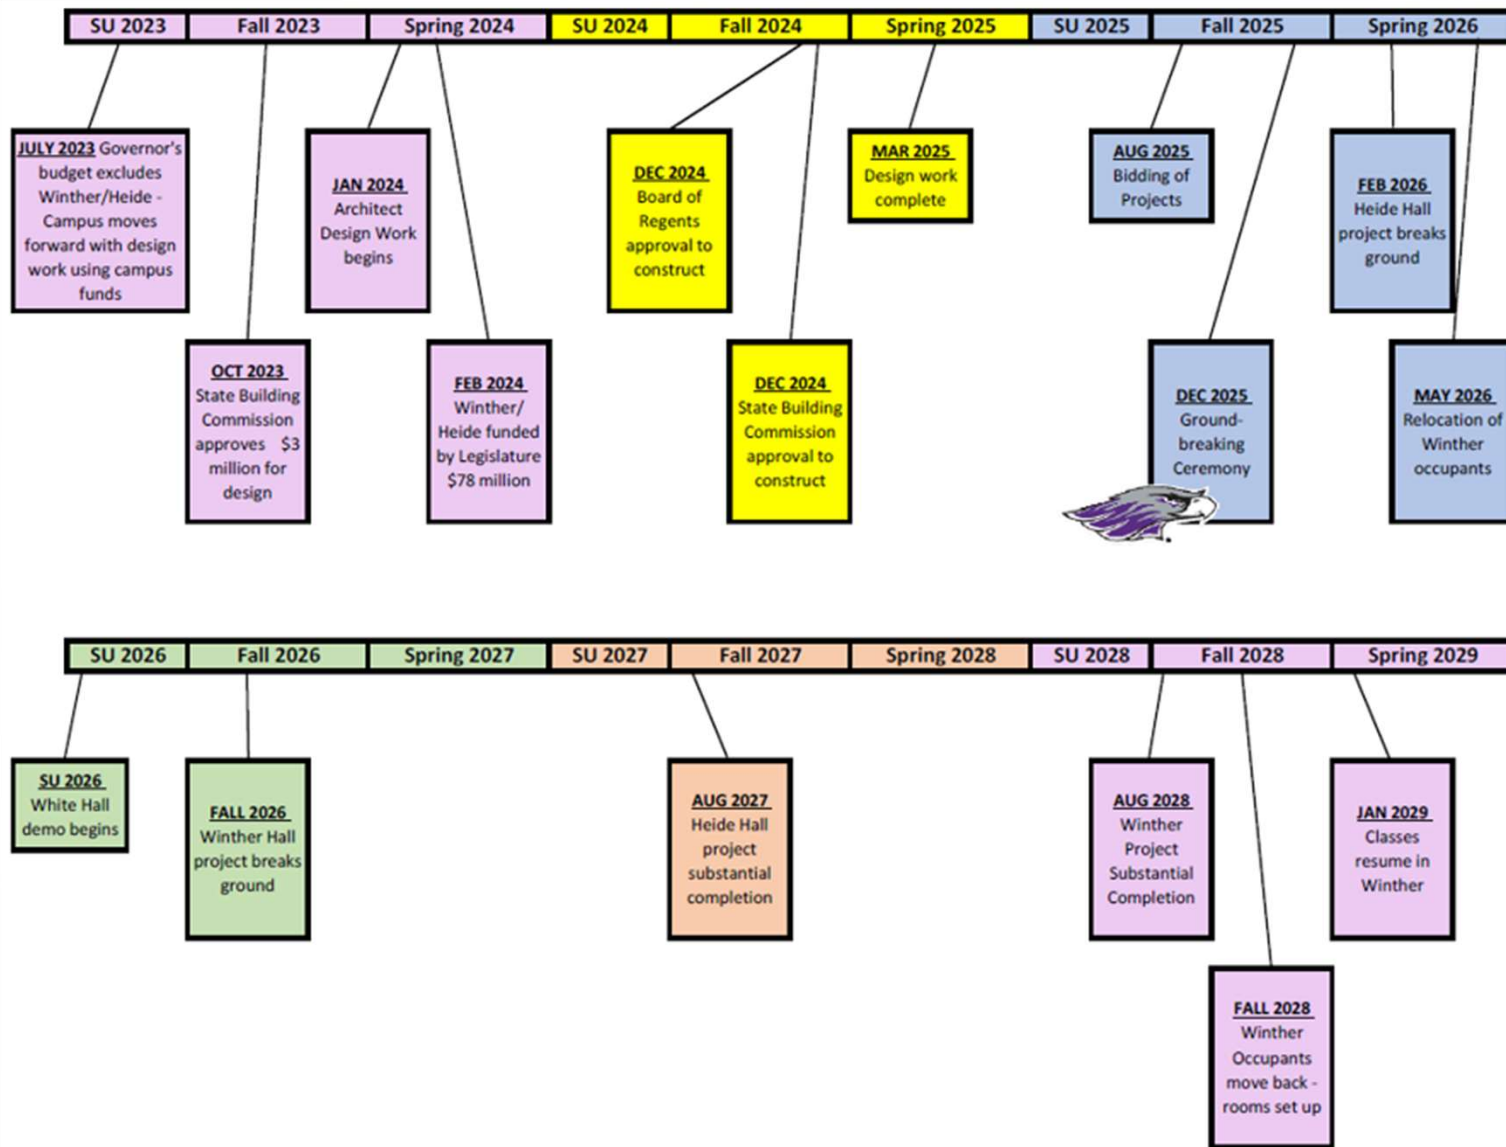 SU 2023 Fall 2023 Spring 2024 SU 2024 Fall 2024 Spring 2025 SU 2025 Fall 2025 Spring 2026
JULY 2023 Governor's
budget excludes
Winther/Heide -
Campus moves
forward with design
work using campus
funds
OCT 2023
State Building
Commission
approves $3
million for
design
JAN 2024
Architect
Design Work
begins
FEB 2024
Winther/
Heide funded
by Legislature
$78 million
DEC 2024
Board of
Regents
approval to
construct
DEC 2024
State Building
Commission
approval to
construct
MAR 2025
Design work
complete
AUG 2025
Bidding of
Projects
DEC 2025
Ground-
breaking
Ceremony
FEB 2026
Heide Hall
project breaks
ground
MAY 2026
Relocation of
Winther
occupants
SU 2026 Fall 2026 Spring 2027 SU 2027 Fall 2027 Spring 2028 SU 2028 Fall 2028 Spring 2029
SU 2026
White Hall
demo begins
FALL 2026
Winther Hall
project breaks
ground
AUG 2027
Heide Hall
project
substantial
completion
AUG 2028
Winther
Project
Substantial
Completion
FALL 2028
Winther
Occupants
move back -
rooms set up
JAN 2029
Classes
resume in
Winther